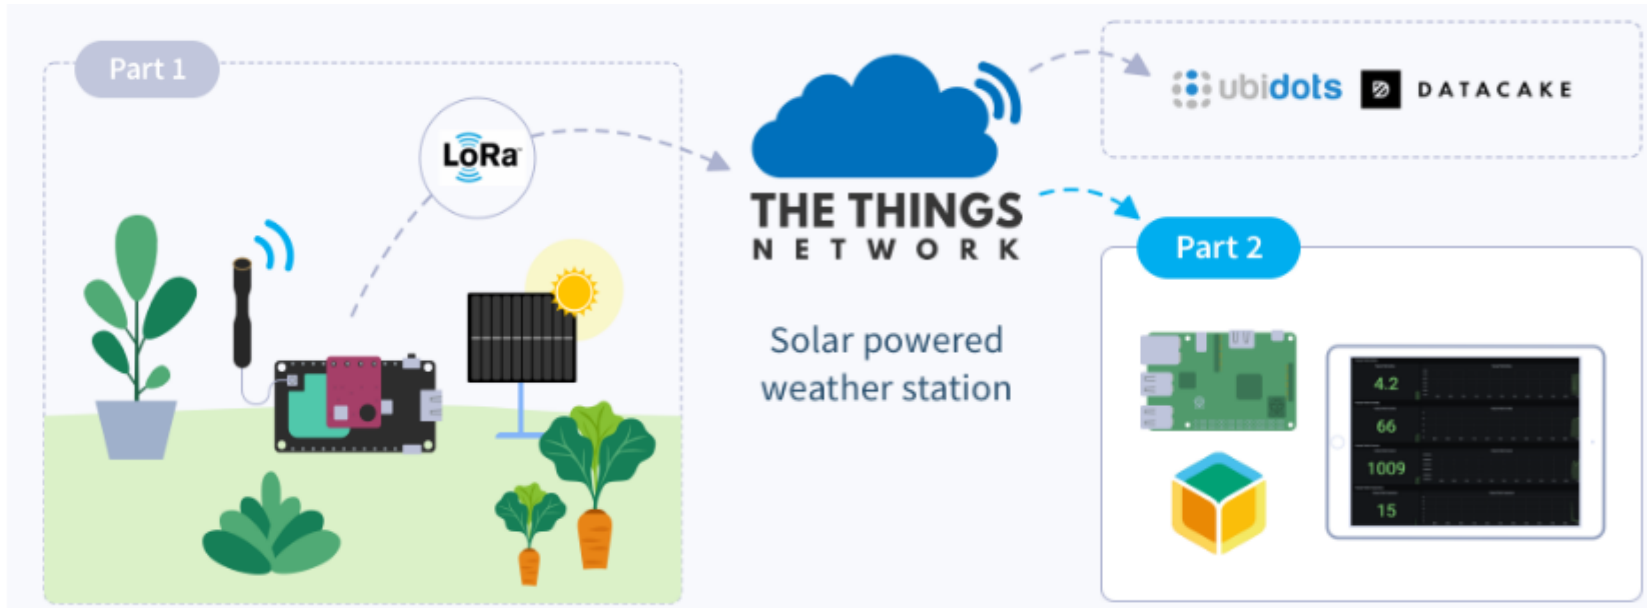 Part 1
LoRa
THE THINGS
NETWORK
Solar powered
weather station
ubidots
DATACAKE
Part 2
4.2
66
1009
15